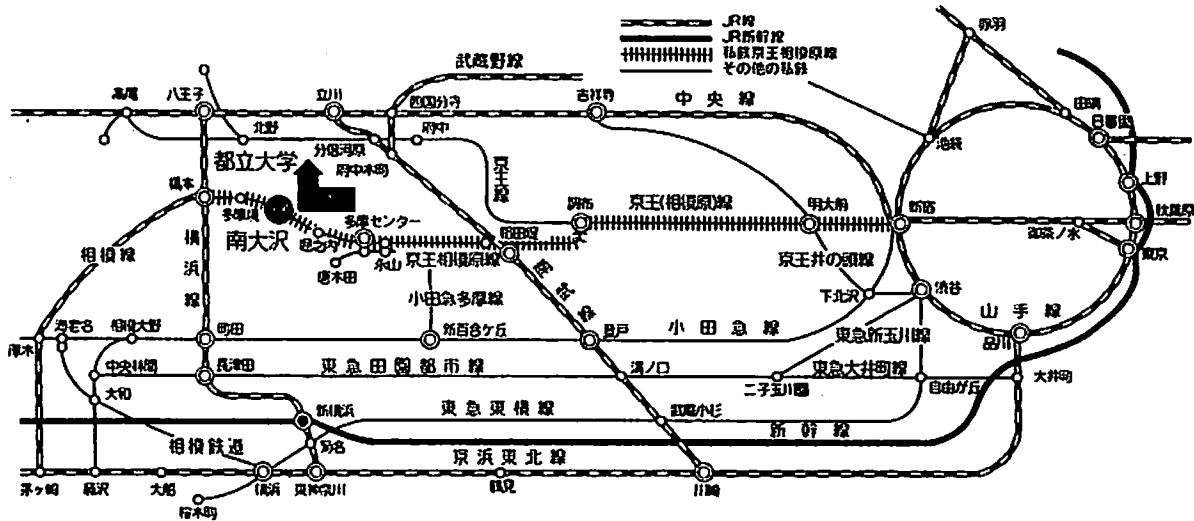 JR線
JR新幹線
私鉄京王相模原線
その他の私鉄
赤羽
武蔵野線
高尾
八王子
立川
西国分寺
吉祥寺
中央線
田端
日暮里
北野
分倍河原
府中
池袋
都立大学
府中本町
京王線
上野
橋本
多摩境
多摩センター
調布
京王(相模原)線
明大前
新宿
秋葉原
御茶ノ水
南大沢
堀之内
稲田堤
東京
相模線
横浜線
唐木田
永山
京王相模原線
南武線
京王井の頭線
小田急多摩線
下北沢
渋谷
山手線
海老名
相模大野
町田
新百合ヶ丘
登戸
小田急線
東急新玉川線
品川
厚木
中央林間
長津田
東急田園都市線
溝ノ口
二子玉川園
東急大井町線
自由が丘
大井町
大和
新横浜
東急東横線
武蔵小杉
新幹線
相模鉄道
菊名
京浜東北線
茅ヶ崎
藤沢
大船
横浜
東神奈川
鶴見
川崎
桜木町